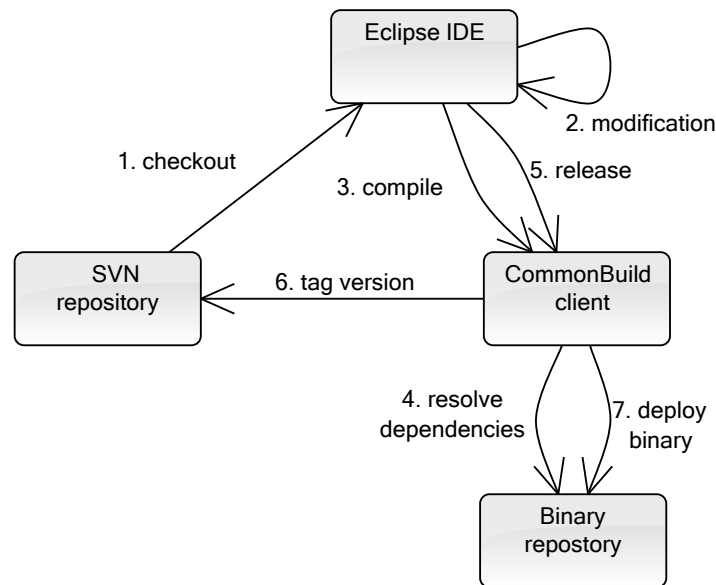 Eclipse IDE
2. modification
1. checkout
3. compile
5. release
SVN
repository
6. tag version
CommonBuild
client
4. resolve
dependencies
7. deploy
binary
Binary
repostory